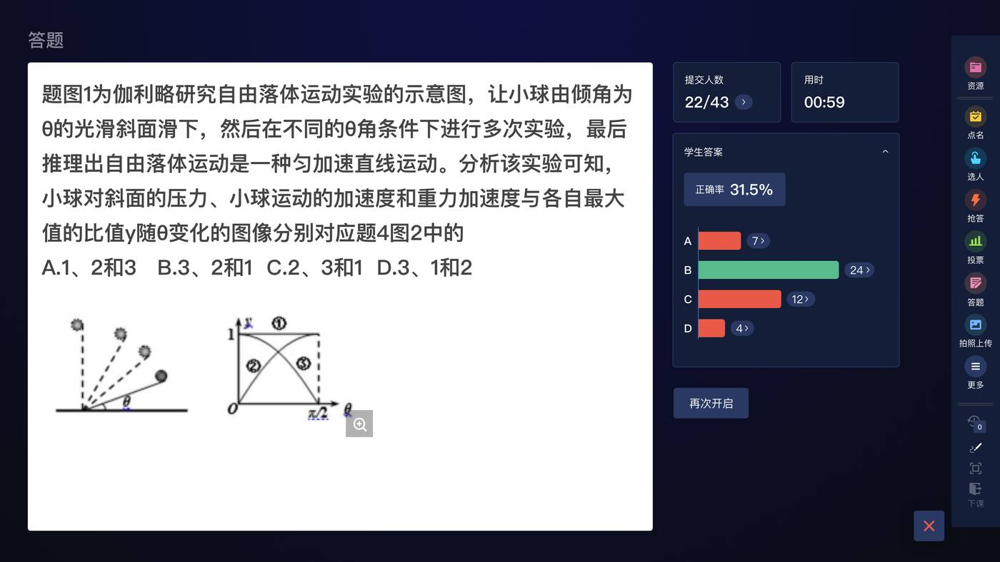 答题
题图1为伽利略研究自由落体运动实验的示意图，让小球由倾角为
θ的光滑斜面滑下，然后在不同的θ角条件下进行多次实验，最后
推理出自由落体运动是一种匀加速直线运动。分析该实验可知，
小球对斜面的压力、小球运动的加速度和重力加速度与各自最大
值的比值y随θ变化的图像分别对应题4图2中的
A.1、2和3 B.3、2和1 C.2、3和1 D.3、1和2
θ
y
1
①
②
③
O
π/2
θ
提交人数
22/43
用时
00:59
学生答案
正确率 31.5%
A 7
B 24
C 12
D 4
再次开启
资源
点名
选人
抢答
投票
答题
拍照上传
更多
0
下课